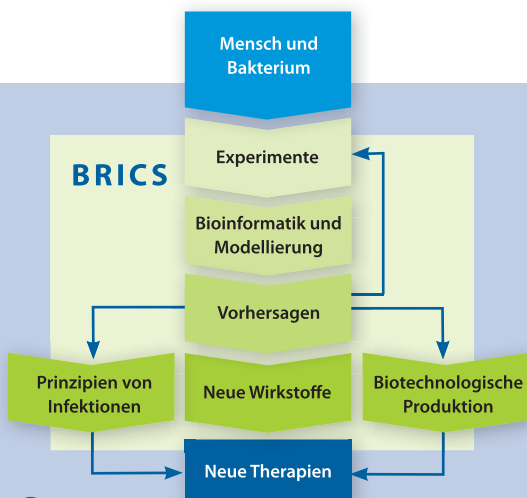 Mensch und
Bakterium
Experimente
BRICS
Bioinformatik und
Modellierung
Vorhersagen
Prinzipien von
Infektionen
Neue Wirkstoffe
Biotechnologische
Produktion
Neue Therapien